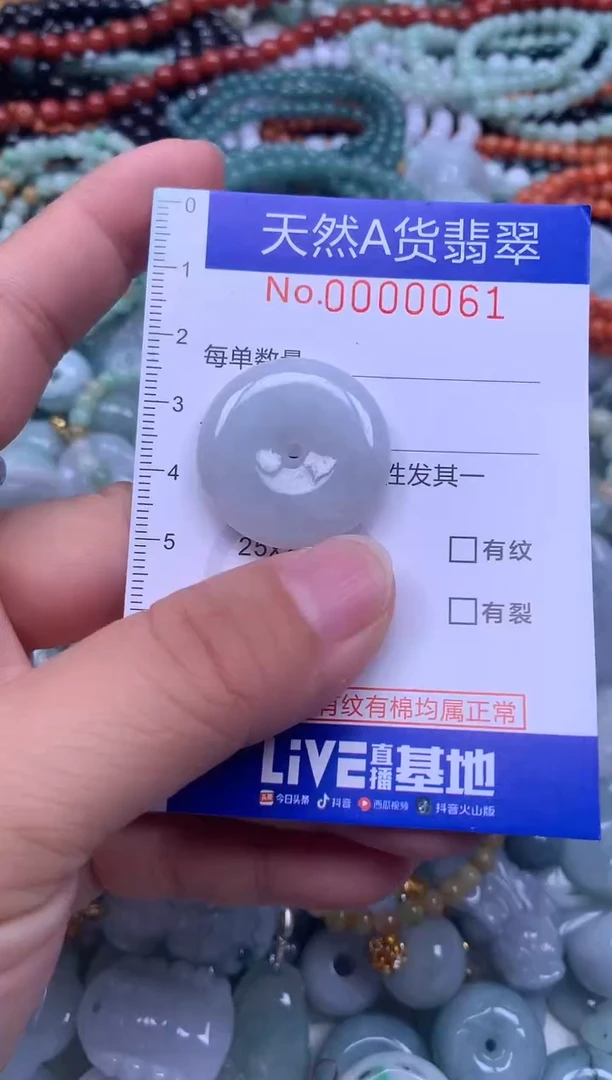 天然A货翡翠
No.0000061
0
1
2
3
4
5
每单数量
性发其一
25x
有纹
有裂
有纹有棉均属正常
LiVE直播基地
头条 今日头条 抖音 西瓜视频 抖音火山版